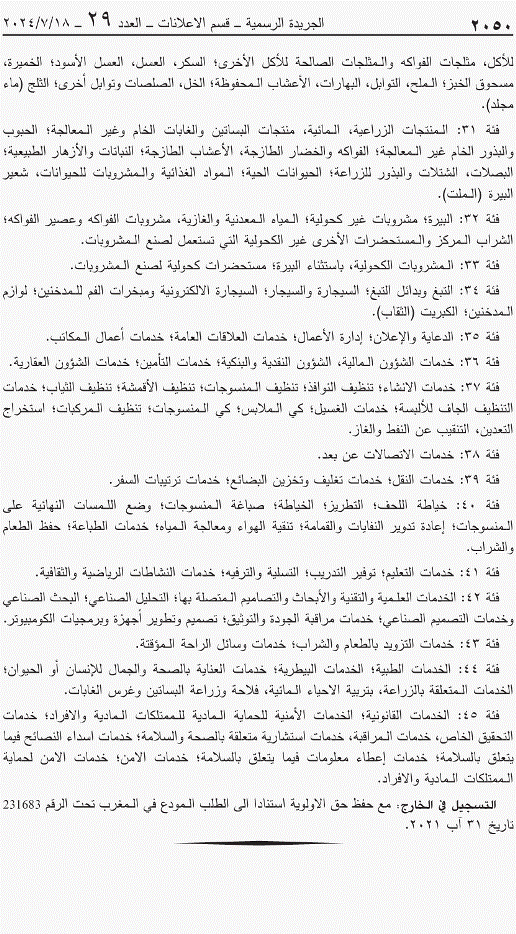 ٢٠٥٠ الجريدة الرسمية ــ قسم الاعلانات ــ العدد ٢٩ ــ ٢٠٢٤/٧/١٨
للأكل، مثلجات الفواكه والمثلجات الصالحة للأكل الأخرى؛ السكر، العسل، العسل الأسود؛ الخميرة،
مسحوق الخبز؛ الملح، التوابل، البهارات، الأعشاب المحفوظة؛ الخل، الصلصات وتوابل أخرى؛ الثلج (ماء
مجلد).
فئة ٣١: المنتجات الزراعية، المائية، منتجات البساتين والغابات الخام وغير المعالجة؛ الحبوب
والبذور الخام غير المعالجة؛ الفواكه والخضار الطازجة، الأعشاب الطازجة؛ النباتات والأزهار الطبيعية؛
البصلات، الشتلات والبذور للزراعة؛ الحيوانات الحية؛ المواد الغذائية والمشروبات للحيوانات، شعير
البيرة (الملت).
فئة ٣٢: البيرة؛ مشروبات غير كحولية؛ المياه المعدنية والغازية، مشروبات الفواكه وعصير الفواكه؛
الشراب المركز والمستحضرات الأخرى غير الكحولية التي تستعمل لصنع المشروبات.
فئة ٣٣: المشروبات الكحولية، باستثناء البيرة؛ مستحضرات كحولية لصنع المشروبات.
فئة ٣٤: التبغ وبدائل التبغ؛ السيجارة والسيجار؛ السيجارة الالكترونية ومبخرات الفم للمدخنين؛ لوازم
المدخنين؛ الكبريت (الثقاب).
فئة ٣٥: الدعاية والإعلان؛ إدارة الأعمال؛ خدمات العلاقات العامة؛ خدمات أعمال المكاتب.
فئة ٣٦: خدمات الشؤون المالية، الشؤون النقدية والبنكية؛ خدمات التأمين؛ خدمات الشؤون العقارية.
فئة ٣٧: خدمات الانشاء؛ تنظيف النوافذ؛ تنظيف المنسوجات؛ تنظيف الأقمشة؛ تنظيف الثياب؛ خدمات
التنظيف الجاف للألبسة؛ خدمات الغسيل؛ كي الملابس؛ كي المنسوجات؛ تنظيف المركبات؛ استخراج
التعدين، التنقيب عن النفط والغاز.
فئة ٣٨: خدمات الاتصالات عن بعد.
فئة ٣٩: خدمات النقل؛ خدمات تغليف وتخزين البضائع؛ خدمات ترتيبات السفر.
فئة ٤٠: خياطة اللحف؛ التطريز؛ الخياطة؛ صباغة المنسوجات؛ وضع اللمسات النهائية على
المنسوجات؛ إعادة تدوير النفايات والقمامة؛ تنقية الهواء ومعالجة المياه؛ خدمات الطباعة؛ حفظ الطعام
والشراب.
فئة ٤١: خدمات التعليم؛ توفير التدريب؛ التسلية والترفيه؛ خدمات النشاطات الرياضية والثقافية.
فئة ٤٢: الخدمات العلمية والتقنية والأبحاث والتصاميم المتصلة بها؛ التحليل الصناعي؛ البحث الصناعي
وخدمات التصميم الصناعي؛ خدمات مراقبة الجودة والتوثيق؛ تصميم وتطوير أجهزة وبرمجيات الكومبيوتر.
فئة ٤٣: خدمات التزويد بالطعام والشراب؛ خدمات وسائل الراحة المؤقتة.
فئة ٤٤: الخدمات الطبية؛ الخدمات البيطرية؛ خدمات العناية بالصحة والجمال للإنسان أو الحيوان؛
الخدمات المتعلقة بالزراعة، بتربية الاحياء المائية، فلاحة وزراعة البساتين وغرس الغابات.
فئة ٤٥: الخدمات القانونية؛ الخدمات الأمنية للحماية المادية للممتلكات المادية والافراد؛ خدمات
التحقيق الخاص، خدمات المراقبة، خدمات استشارية متعلقة بالصحة والسلامة؛ خدمات اسداء النصائح فيما
يتعلق بالسلامة؛ خدمات إعطاء معلومات فيما يتعلق بالسلامة؛ خدمات الامن؛ خدمات الامن لحماية
الممتلكات المادية والافراد.
التسجيل في الخارج: مع حفظ حق الاولوية استنادا الى الطلب المودع في المغرب تحت الرقم 231683
تاريخ ٣١ آب ٢٠٢١.